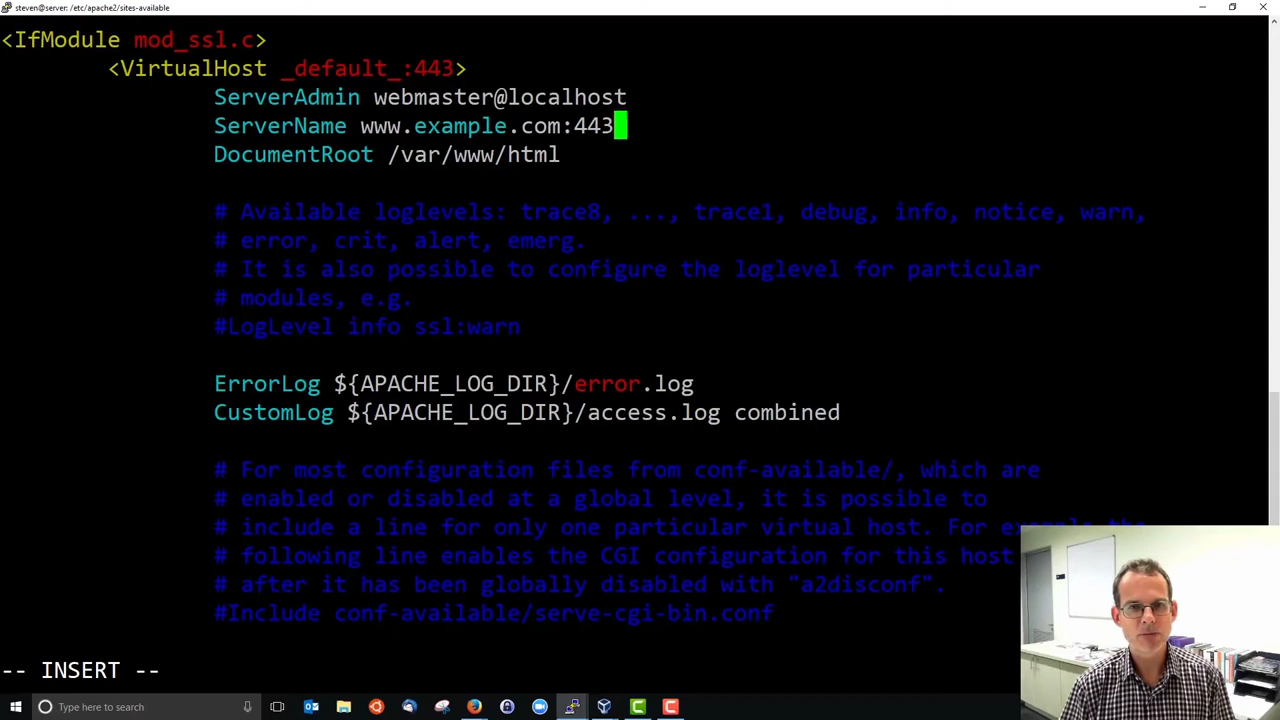 steven@server: /etc/apache2/sites-available
<IfModule mod_ssl.c>
<VirtualHost _default_:443>
ServerAdmin webmaster@localhost
ServerName www.example.com:443
DocumentRoot /var/www/html
# Available loglevels: trace8, ..., trace1, debug, info, notice, warn,
# error, crit, alert, emerg.
# It is also possible to configure the loglevel for particular
# modules, e.g.
#LogLevel info ssl:warn
ErrorLog ${APACHE_LOG_DIR}/error.log
CustomLog ${APACHE_LOG_DIR}/access.log combined
# For most configuration files from conf-available/, which are
# enabled or disabled at a global level, it is possible to
# include a line for only one particular virtual host. For example the
# following line enables the CGI configuration for this host
# after it has been globally disabled with "a2disconf".
#Include conf-available/serve-cgi-bin.conf
-- INSERT --
Type here to search